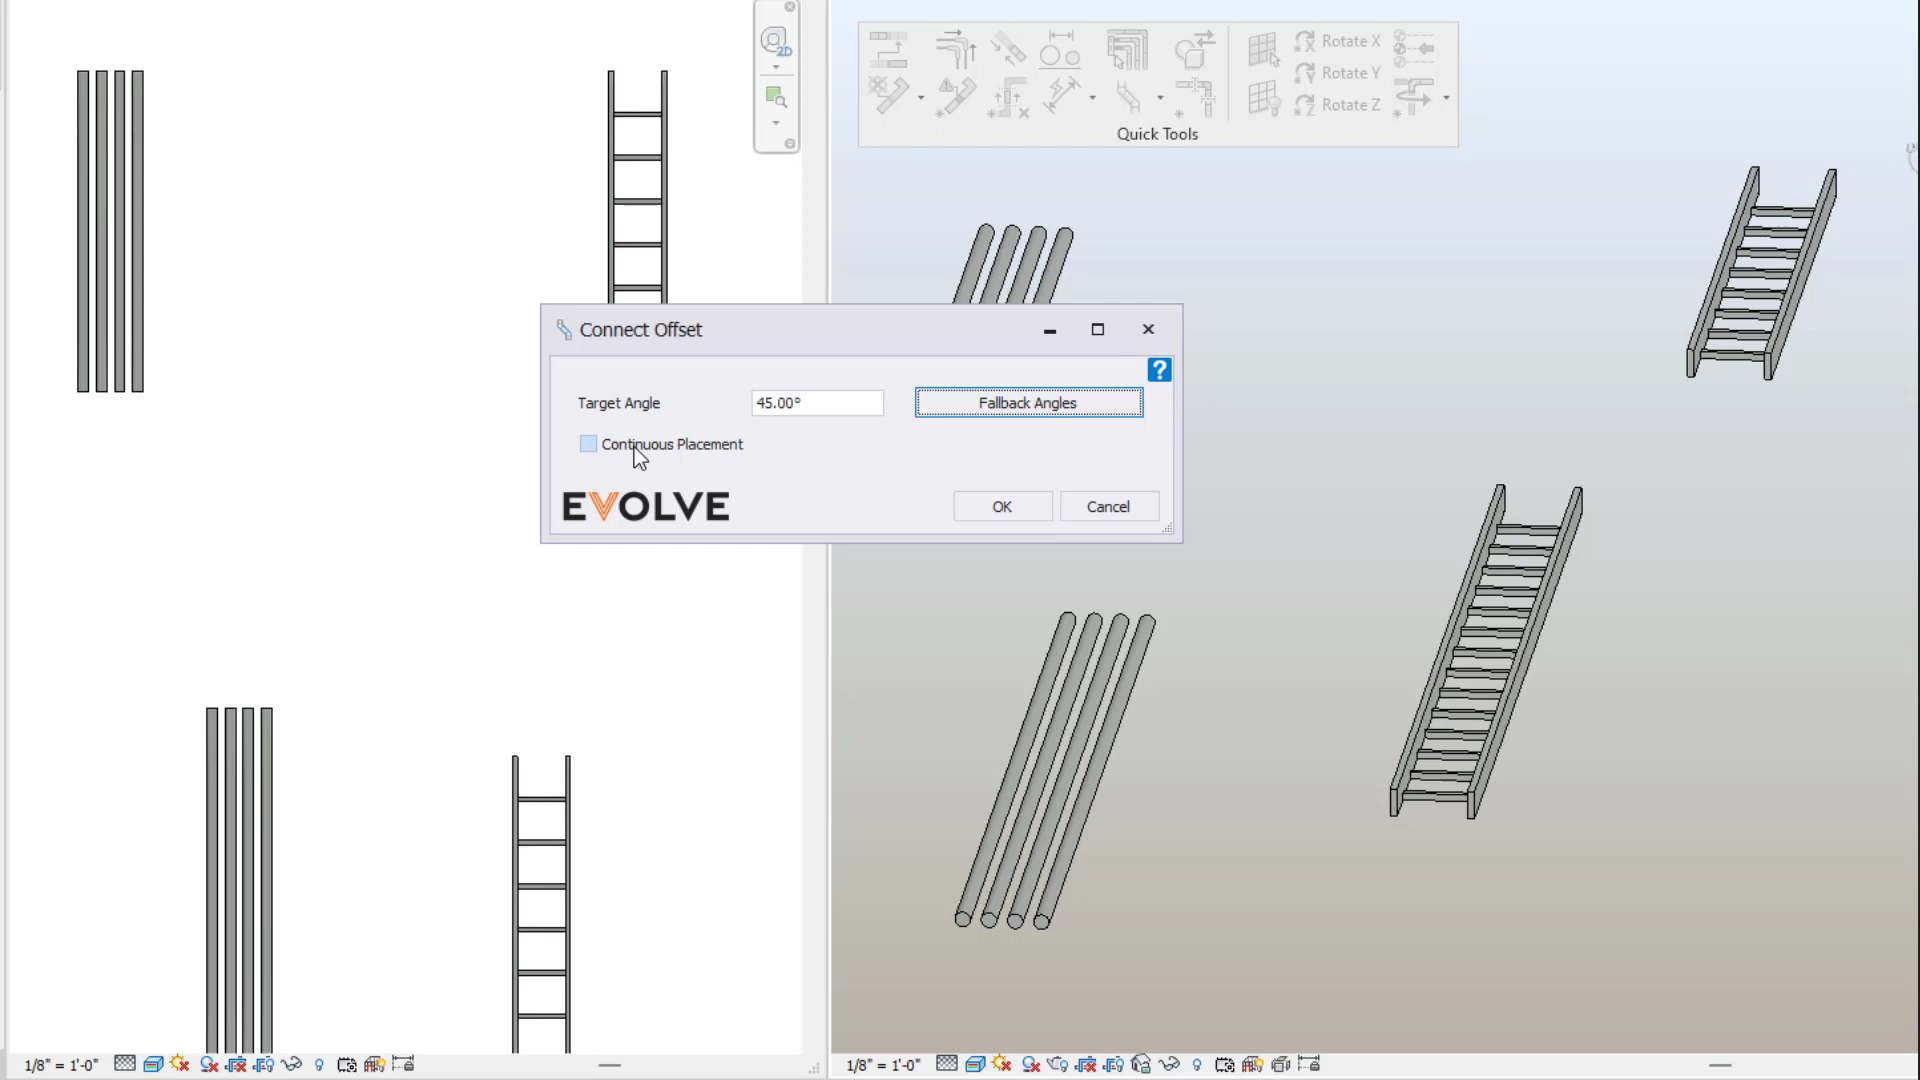 2D
Rotate X
Rotate Y
Rotate Z
Quick Tools
Connect Offset
?
Target Angle
45.00°
Fallback Angles
Continuous Placement
EVOLVE
OK
Cancel
1/8" = 1'-0"
1/8" = 1'-0"